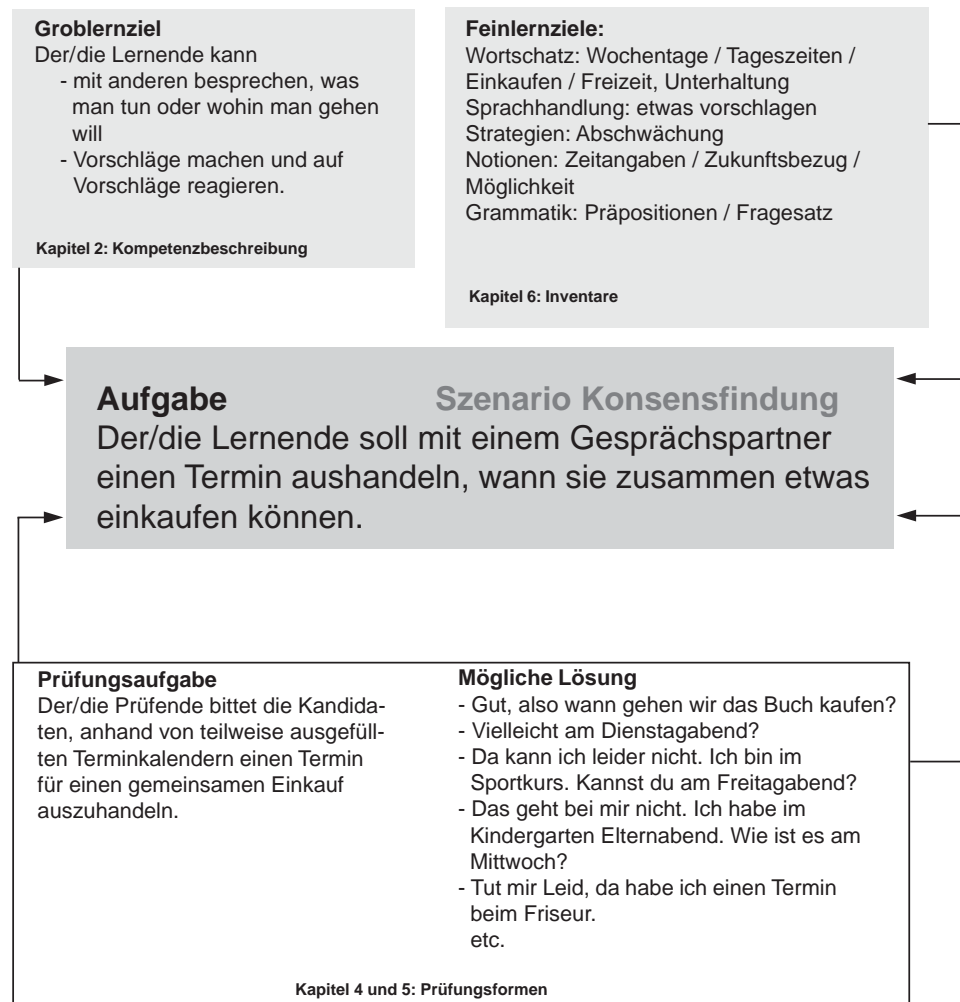 Groblernziel
Der/die Lernende kann
- mit anderen besprechen, was
man tun oder wohin man gehen
will
- Vorschläge machen und auf
Vorschläge reagieren.
Kapitel 2: Kompetenzbeschreibung
Feinlernziele:
Wortschatz: Wochentage / Tageszeiten /
Einkaufen / Freizeit, Unterhaltung
Sprachhandlung: etwas vorschlagen
Strategien: Abschwächung
Notionen: Zeitangaben / Zukunftsbezug /
Möglichkeit
Grammatik: Präpositionen / Fragesatz
Kapitel 6: Inventare
Aufgabe Szenario Konsensfindung
Der/die Lernende soll mit einem Gesprächspartner
einen Termin aushandeln, wann sie zusammen etwas
einkaufen können.
Prüfungsaufgabe
Der/die Prüfende bittet die Kandida-
ten, anhand von teilweise ausgefüll-
ten Terminkalendern einen Termin
für einen gemeinsamen Einkauf
auszuhandeln.
Mögliche Lösung
- Gut, also wann gehen wir das Buch kaufen?
- Vielleicht am Dienstagabend?
- Da kann ich leider nicht. Ich bin im
Sportkurs. Kannst du am Freitagabend?
- Das geht bei mir nicht. Ich habe im
Kindergarten Elternabend. Wie ist es am
Mittwoch?
- Tut mir Leid, da habe ich einen Termin
beim Friseur.
etc.
Kapitel 4 und 5: Prüfungsformen